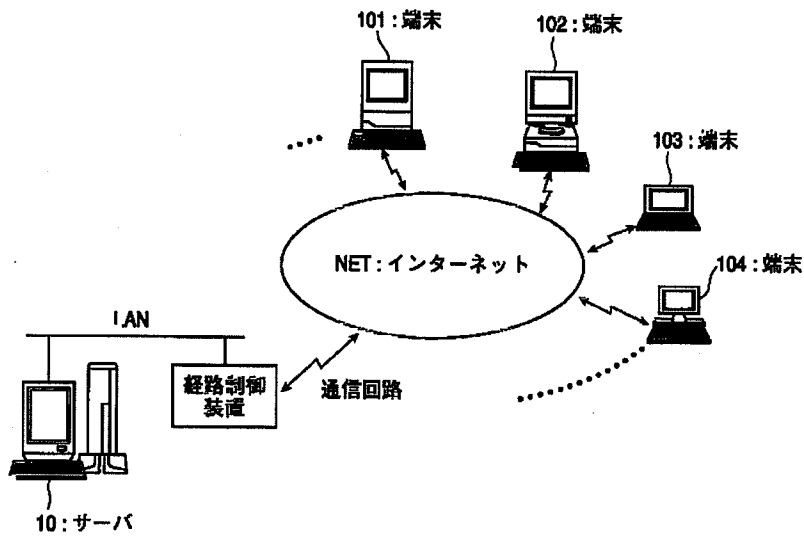 101:端末
102:端末
103:端末
NET:インターネット
104:端末
LAN
経路制御
装置
通信回路
10:サーバ